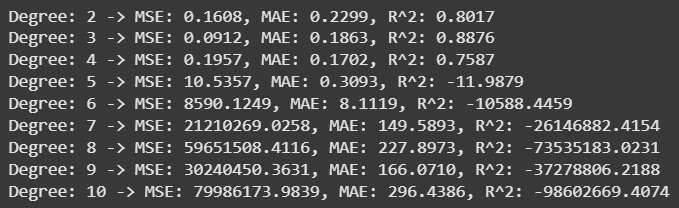 Degree: 2 -> MSE: 0.1608, MAE: 0.2299, R^2: 0.8017
Degree: 3 -> MSE: 0.0912, MAE: 0.1863, R^2: 0.8876
Degree: 4 -> MSE: 0.1957, MAE: 0.1702, R^2: 0.7587
Degree: 5 -> MSE: 10.5357, MAE: 0.3093, R^2: -11.9879
Degree: 6 -> MSE: 8590.1249, MAE: 8.1119, R^2: -10588.4459
Degree: 7 -> MSE: 21210269.0258, MAE: 149.5893, R^2: -26146882.4154
Degree: 8 -> MSE: 59651508.4116, MAE: 227.8973, R^2: -73535183.0231
Degree: 9 -> MSE: 30240450.3631, MAE: 166.0710, R^2: -37278806.2188
Degree: 10 -> MSE: 79986173.9839, MAE: 296.4386, R^2: -98602669.4074